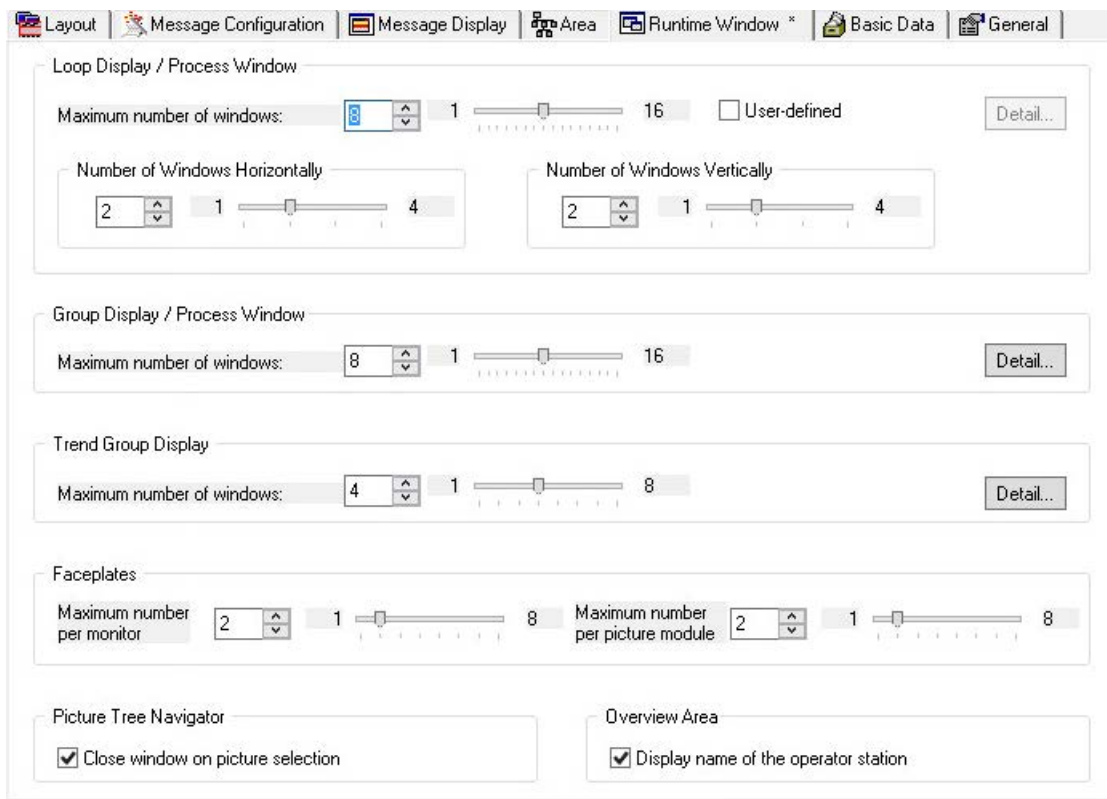 Layout
Message Configuration
Message Display
Area
Runtime Window *
Basic Data
General
Loop Display / Process Window
Maximum number of windows:
8
1
16
User-defined
Detail...
Number of Windows Horizontally
2
1
4
Number of Windows Vertically
2
1
4
Group Display / Process Window
Maximum number of windows:
8
1
16
Detail...
Trend Group Display
Maximum number of windows:
4
1
8
Detail...
Faceplates
Maximum number
per monitor
2
1
8
Maximum number
per picture module
2
1
8
Picture Tree Navigator
Close window on picture selection
Overview Area
Display name of the operator station